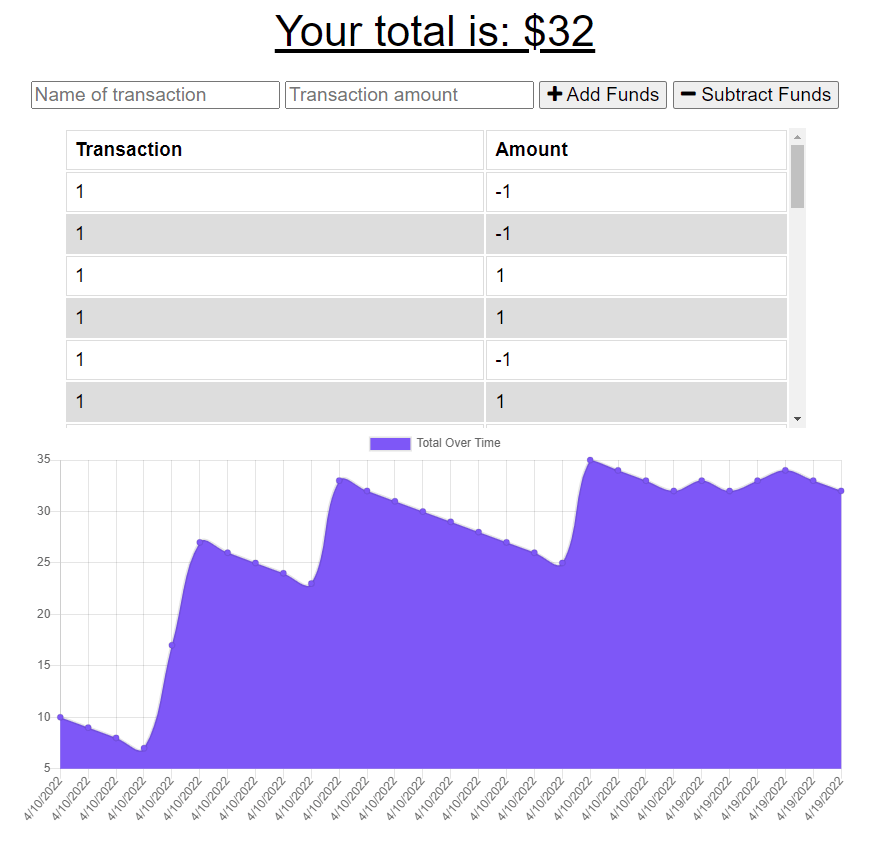 Your total is: $32
Name of transaction Transaction amount Add Funds Subtract Funds
Transaction Amount
1 -1
1 -1
1 1
1 1
1 -1
1 1
Total Over Time
35
30
25
20
15
10
5
4/10/2022 4/10/2022 4/10/2022 4/10/2022 4/10/2022 4/10/2022 4/10/2022 4/10/2022 4/10/2022 4/10/2022 4/10/2022 4/10/2022 4/10/2022 4/10/2022 4/10/2022 4/10/2022 4/10/2022 4/10/2022 4/10/2022 4/10/2022 4/10/2022 4/10/2022 4/10/2022 4/19/2022 4/19/2022 4/19/2022 4/19/2022 4/19/2022 4/19/2022